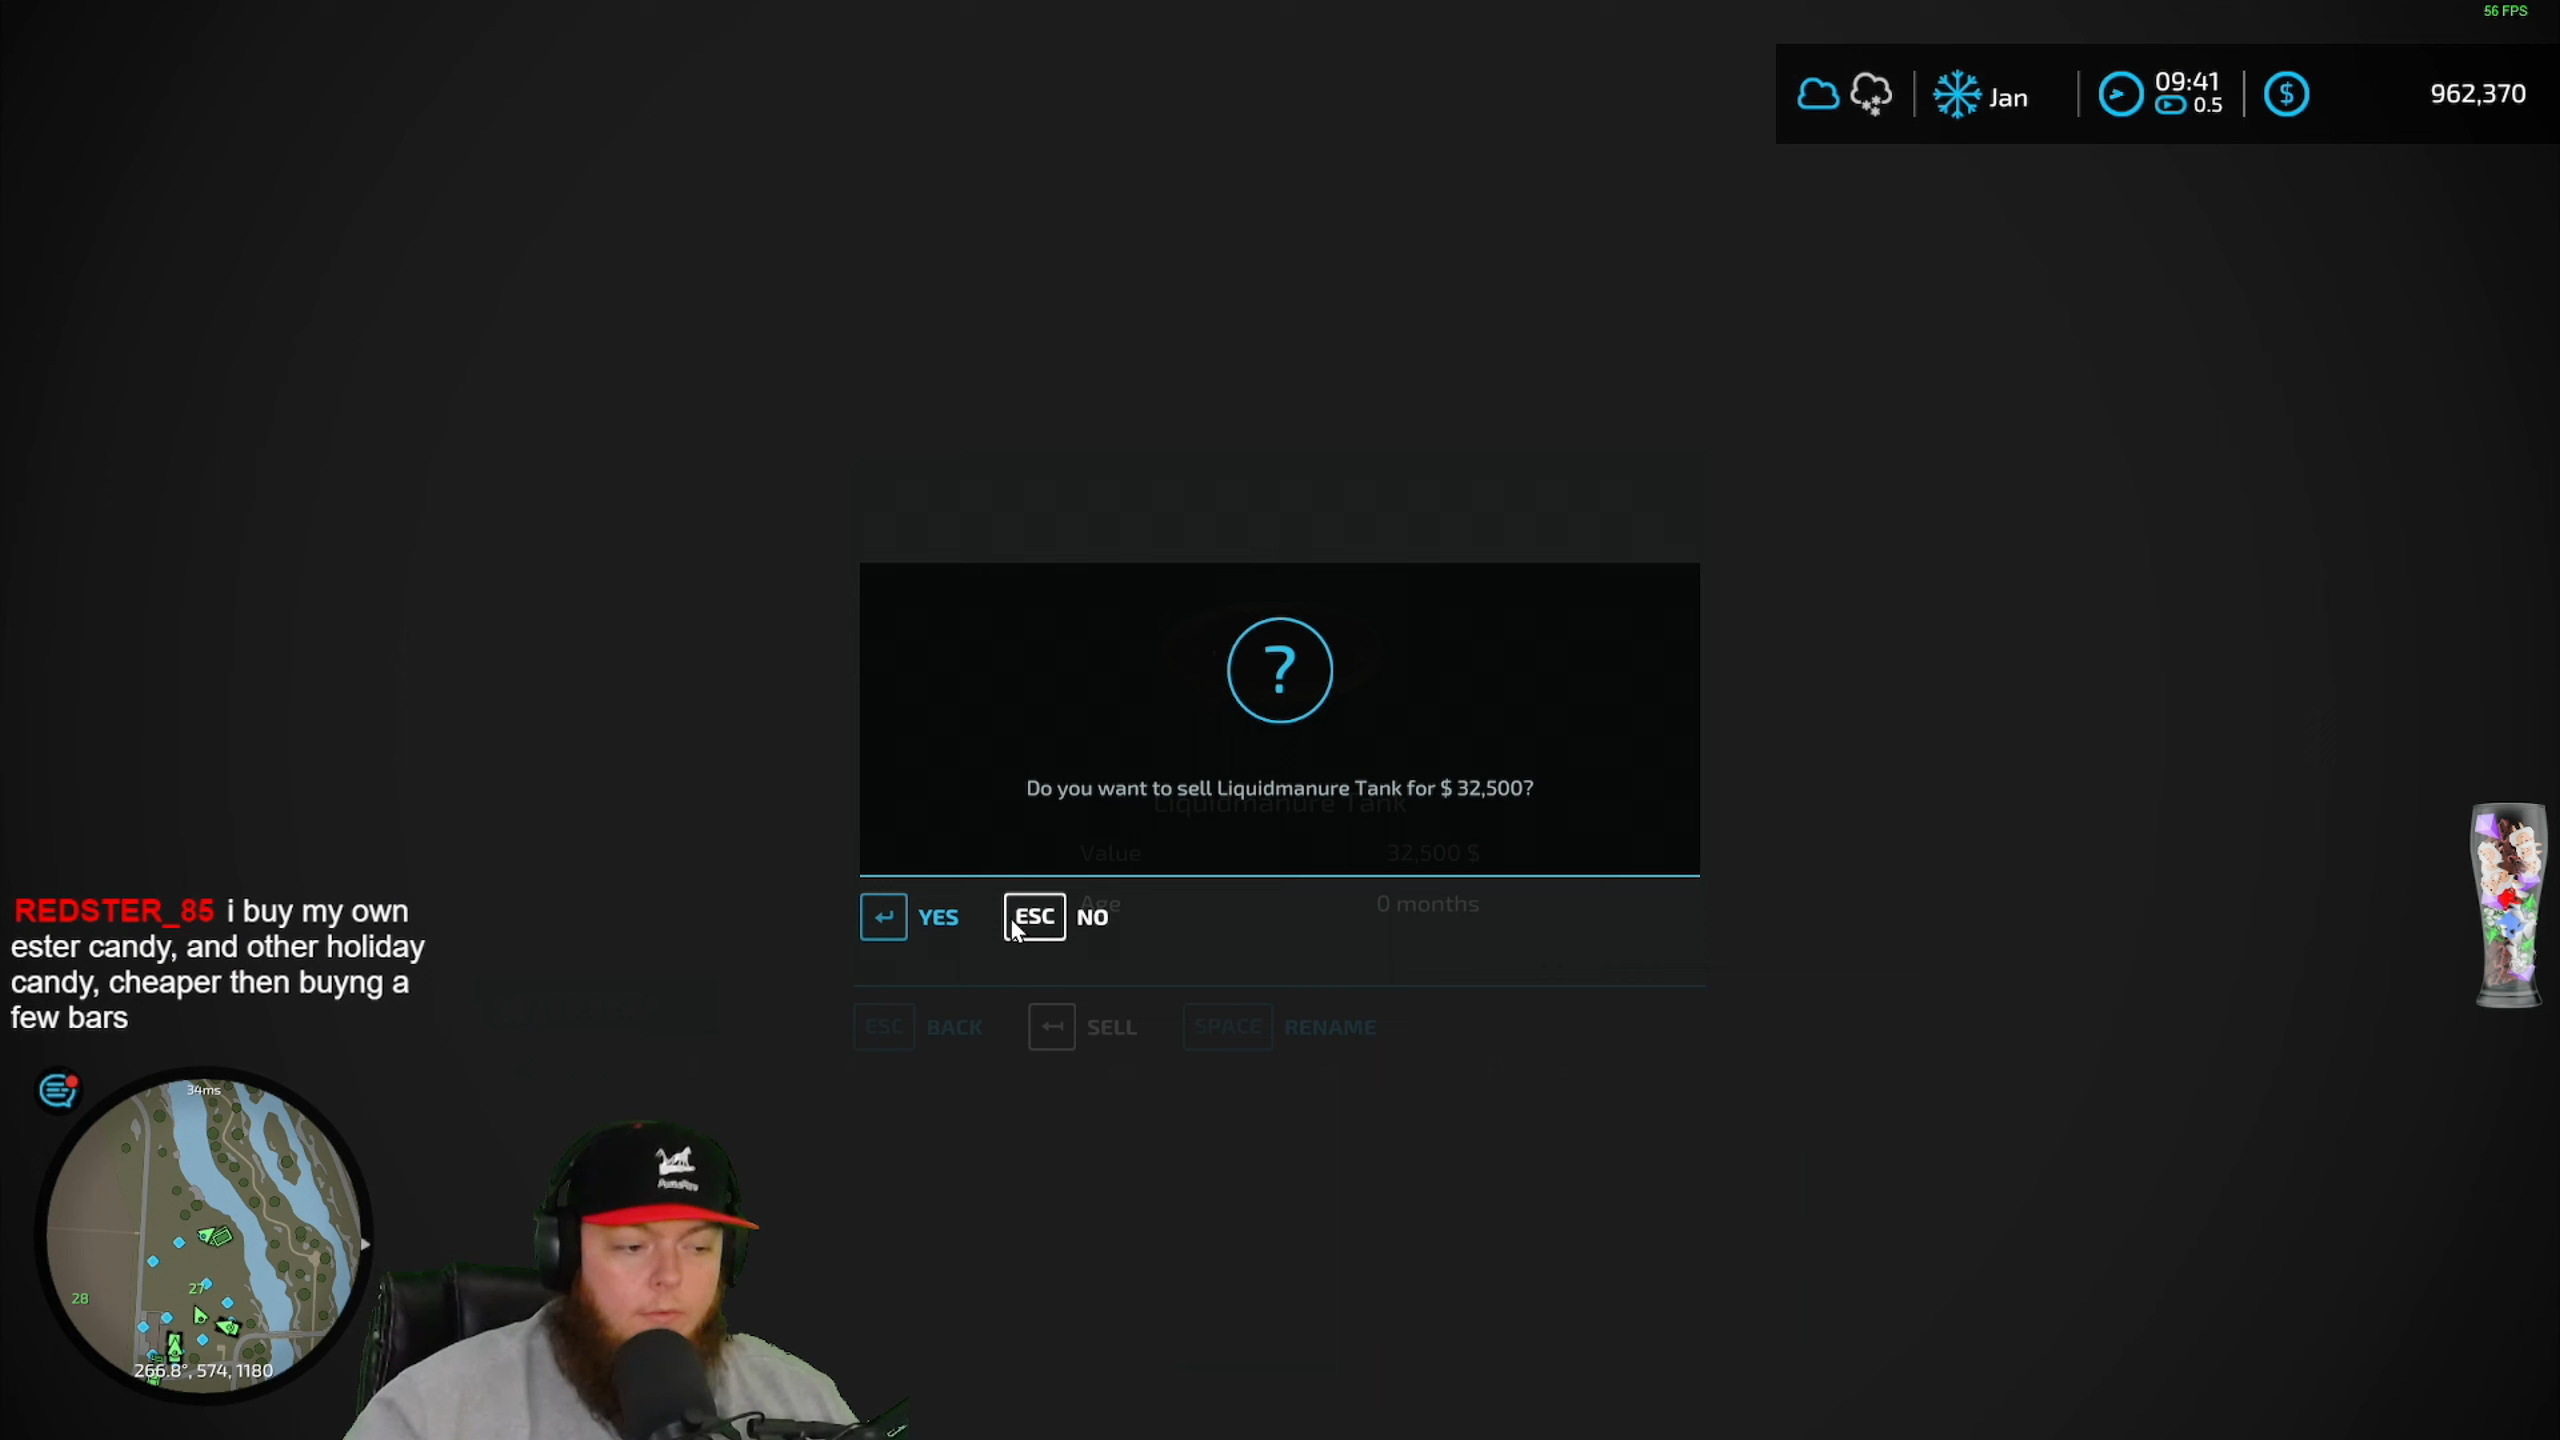 56 FPS
Jan
09:41
0.5
$
962,370
?
Do you want to sell Liquidmanure Tank for $ 32,500?
Liquidmanure Tank
Value 32,500 $
Age 0 months
YES ESC NO
ESC BACK SELL SPACE RENAME
REDSTER_85 i buy my own
ester candy, and other holiday
candy, cheaper then buyng a
few bars
34ms
27
28
266.8°, 574, 1180